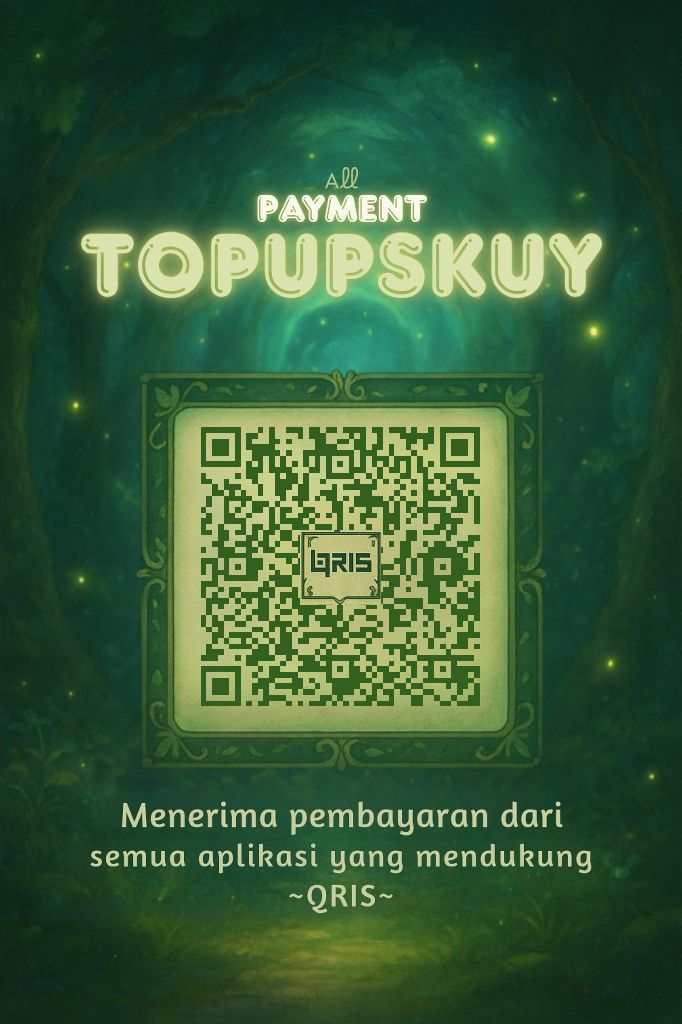 All
PAYMENT
TOPUPSKUY
QRIS
Menerima pembayaran dari
semua aplikasi yang mendukung
~QRIS~